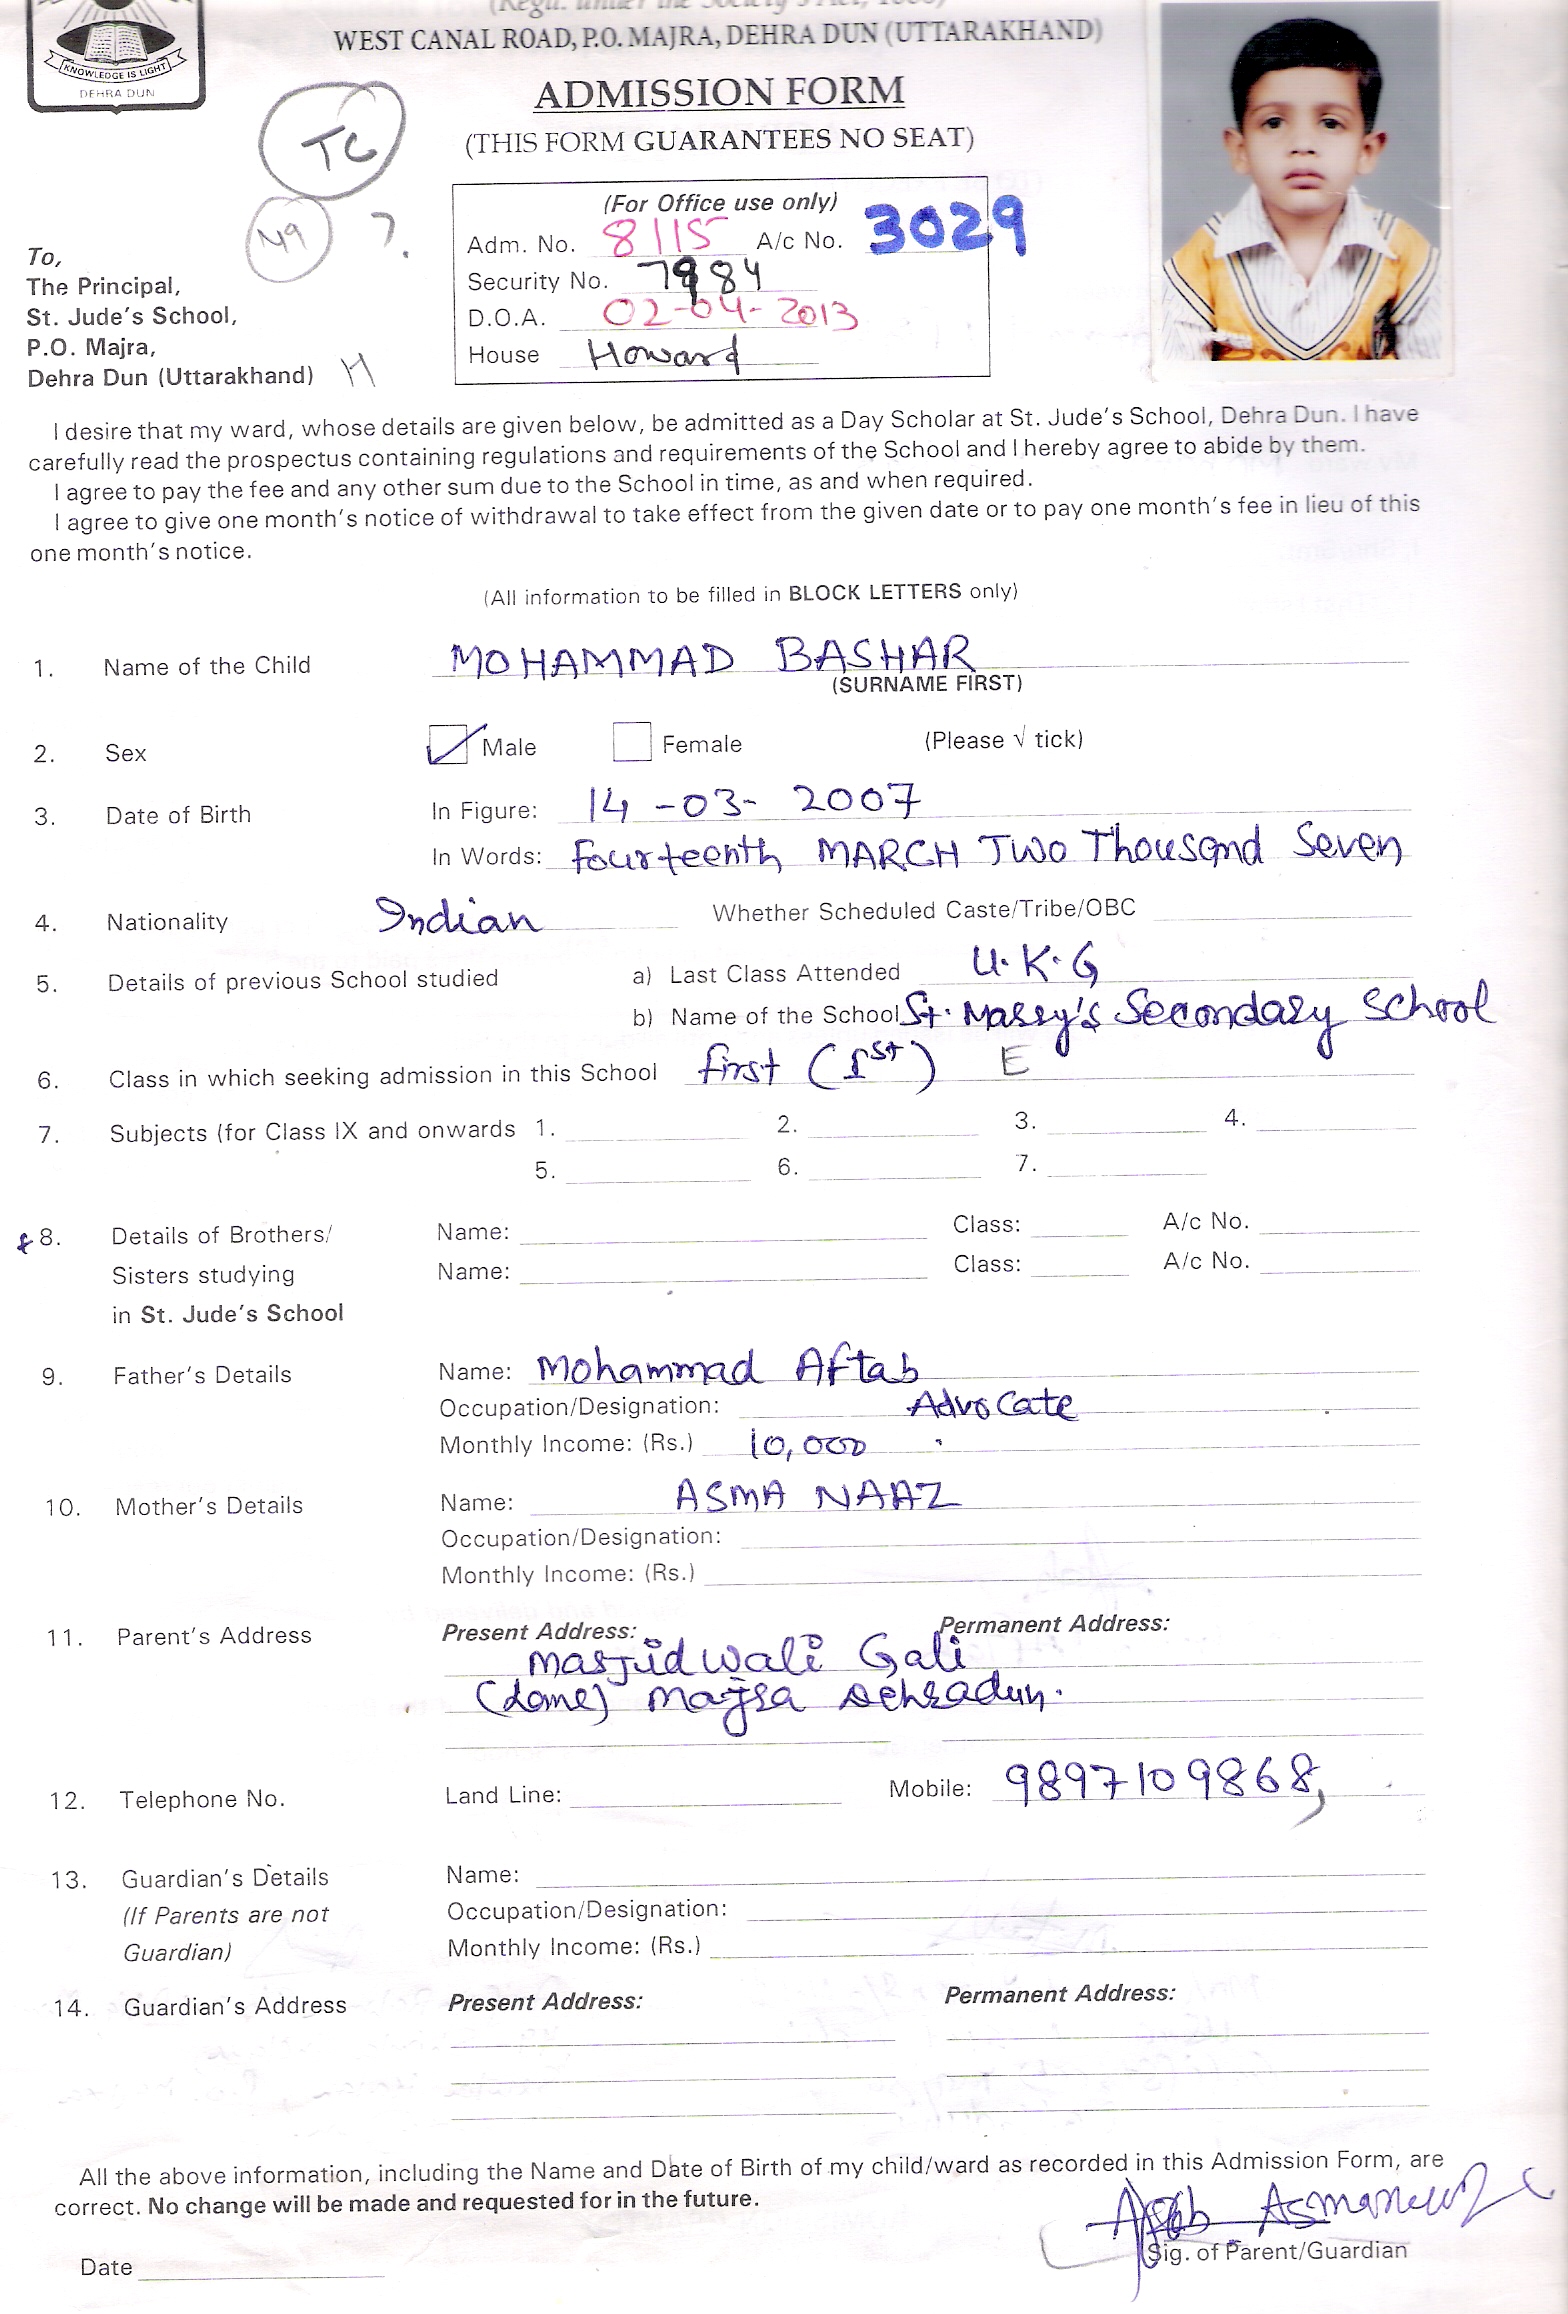 (Regd. under the Society's Act, 1860)
WEST CANAL ROAD, P.O. MAJRA, DEHRA DUN (UTTARAKHAND)
KNOWLEDGE IS LIGHT
DEHRA DUN
ADMISSION FORM
(THIS FORM GUARANTEES NO SEAT)
TC
49 ?
(For Office use only)
Adm. No. 8115 A/c No. 3029
Security No. 7984
D.O.A. 02-04-2013
House Howard
To,
The Principal,
St. Jude's School,
P.O. Majra,
Dehra Dun (Uttarakhand) H
I desire that my ward, whose details are given below, be admitted as a Day Scholar at St. Jude's School, Dehra Dun. I have
carefully read the prospectus containing regulations and requirements of the School and I hereby agree to abide by them.
I agree to pay the fee and any other sum due to the School in time, as and when required.
I agree to give one month's notice of withdrawal to take effect from the given date or to pay one month's fee in lieu of this
one month's notice.
(All information to be filled in BLOCK LETTERS only)
1. Name of the Child MOHAMMAD BASHAR
(SURNAME FIRST)
2. Sex Male Female (Please √ tick)
3. Date of Birth In Figure: 14-03-2007
In Words: Fourteenth MARCH Two Thousand Seven
4. Nationality Indian Whether Scheduled Caste/Tribe/OBC
5. Details of previous School studied a) Last Class Attended U.K.G
b) Name of the School St. Massy's Secondary School
6. Class in which seeking admission in this School first (1st) E
7. Subjects (for Class IX and onwards 1. 2. 3. 4.
5. 6. 7.
8. Details of Brothers/ Name: Class: A/c No.
Sisters studying Name: Class: A/c No.
in St. Jude's School
9. Father's Details Name: Mohammad Aftab
Occupation/Designation: Advocate
Monthly Income: (Rs.) 10,000
10. Mother's Details Name: ASMA NAAZ
Occupation/Designation:
Monthly Income: (Rs.)
11. Parent's Address Present Address: Permanent Address:
Masjid wali Gali
(lane) Majra Dehradun.
12. Telephone No. Land Line: Mobile: 9897109868,
13. Guardian's Details Name:
(If Parents are not Occupation/Designation:
Guardian) Monthly Income: (Rs.)
14. Guardian's Address Present Address: Permanent Address:
All the above information, including the Name and Date of Birth of my child/ward as recorded in this Admission Form, are
correct. No change will be made and requested for in the future.
Aftab
Sig. of Parent/Guardian
Date